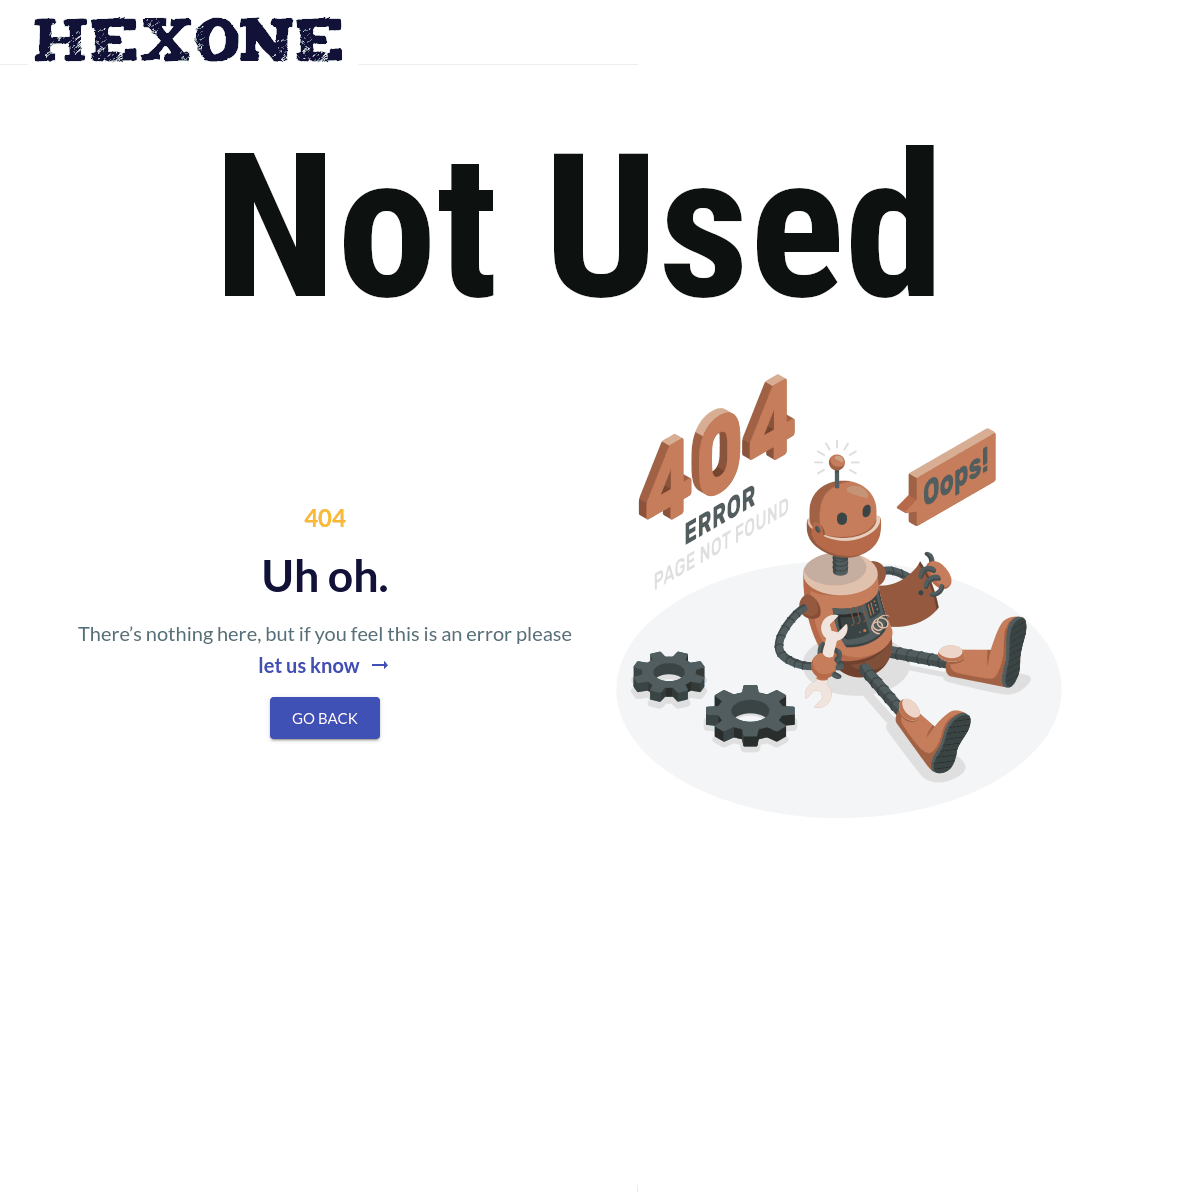 HEXONE
Not Used
404
ERROR
PAGE NOT FOUND
Oops!
404
Uh oh.
There’s nothing here, but if you feel this is an error please
let us know →
GO BACK